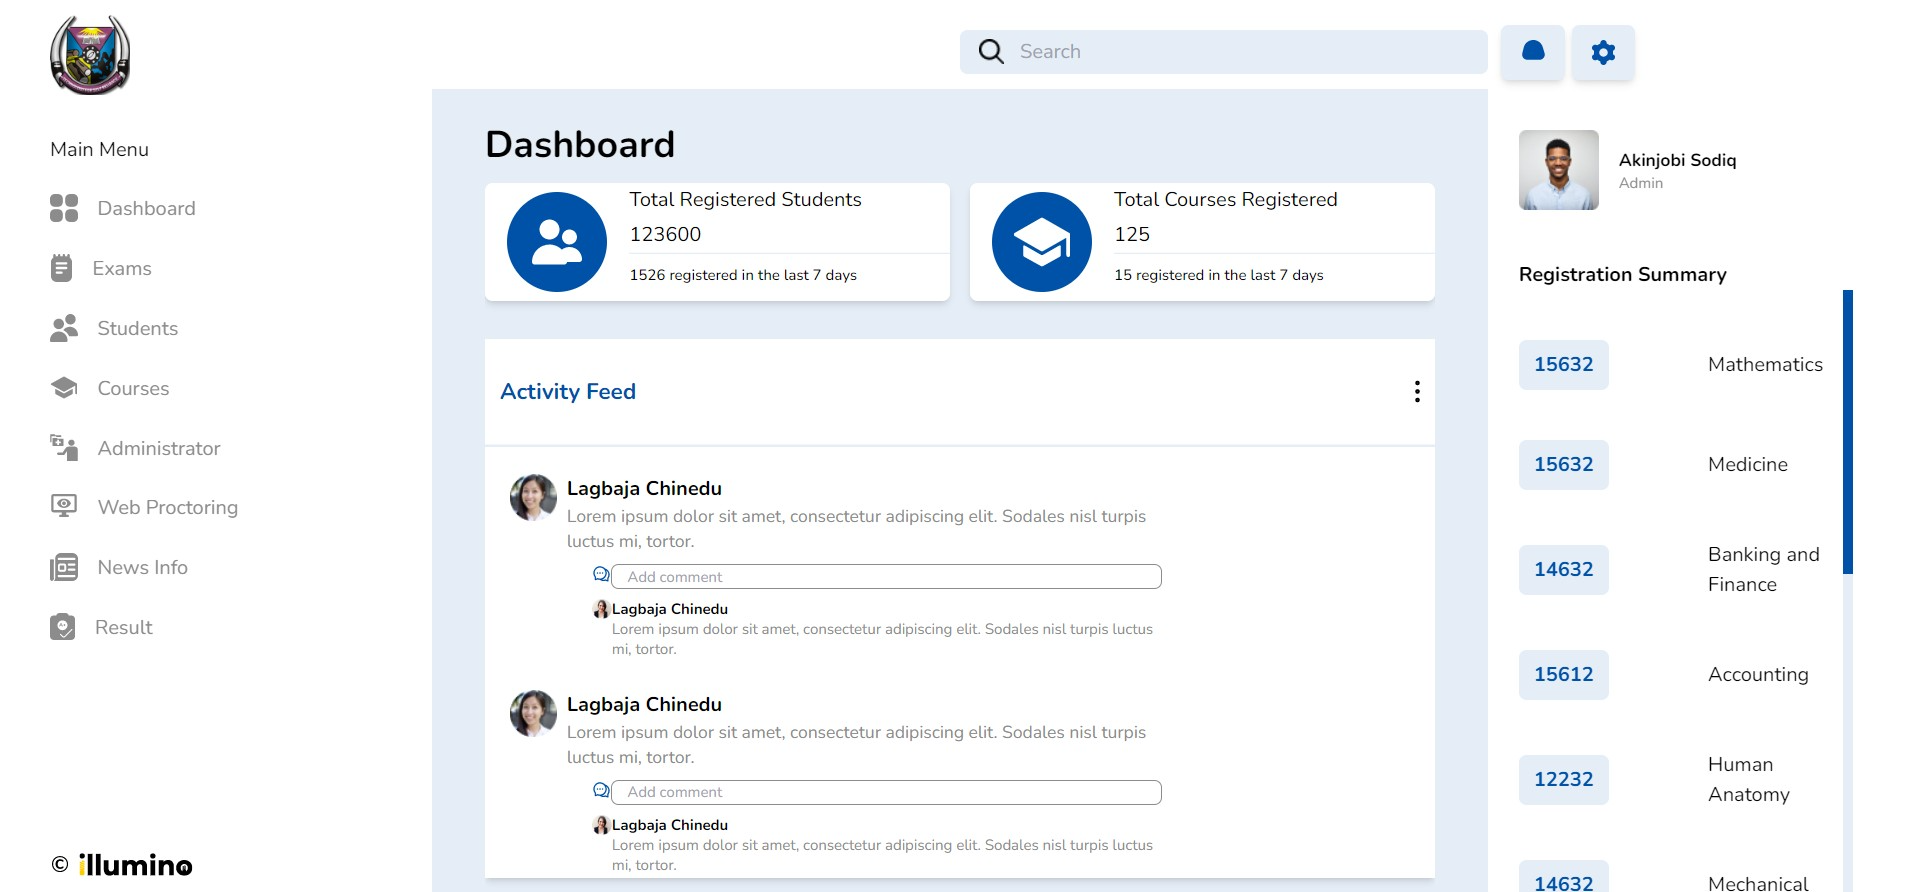 Search
Main Menu
Dashboard
Exams
Students
Courses
Administrator
Web Proctoring
News Info
Result
© illumino
Dashboard
Total Registered Students
123600
1526 registered in the last 7 days
Total Courses Registered
125
15 registered in the last 7 days
Activity Feed
Lagbaja Chinedu
Lorem ipsum dolor sit amet, consectetur adipiscing elit. Sodales nisl turpis
luctus mi, tortor.
Add comment
Lagbaja Chinedu
Lorem ipsum dolor sit amet, consectetur adipiscing elit. Sodales nisl turpis luctus
mi, tortor.
Lagbaja Chinedu
Lorem ipsum dolor sit amet, consectetur adipiscing elit. Sodales nisl turpis
luctus mi, tortor.
Add comment
Lagbaja Chinedu
Lorem ipsum dolor sit amet, consectetur adipiscing elit. Sodales nisl turpis luctus
mi, tortor.
Akinjobi Sodiq
Admin
Registration Summary
15632 Mathematics
15632 Medicine
14632 Banking and
Finance
15612 Accounting
12232 Human
Anatomy
14632 Mechanical